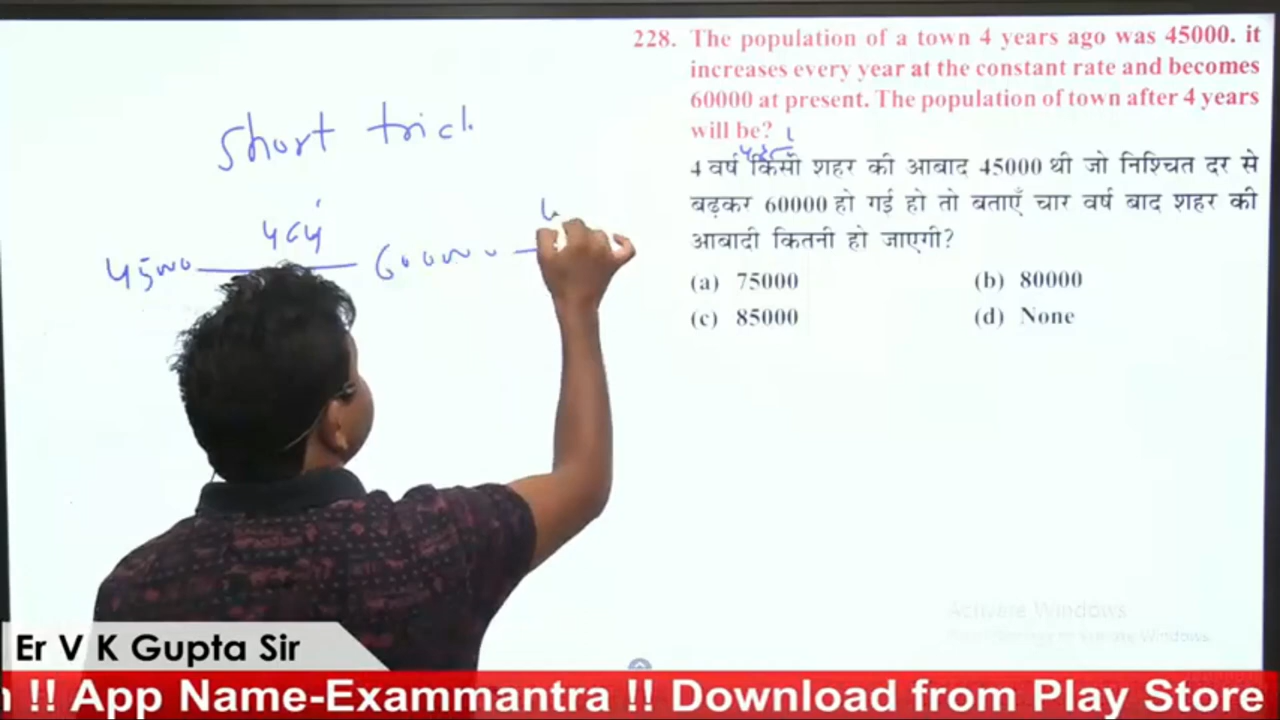 228. The population of a town 4 years ago was 45000. it
increases every year at the constant rate and becomes
60000 at present. The population of town after 4 years
will be?
4 वर्ष किसी शहर की आबाद 45000 थी जो निश्चित दर से
बढ़कर 60000 हो गई हो तो बताएँ चार वर्ष बाद शहर की
आबादी कितनी हो जाएगी?
(a) 75000 (b) 80000
(c) 85000 (d) None
Short trick
45000 60000
Activate Windows
Er V K Gupta Sir
!! App Name-Exammantra !! Download from Play Store